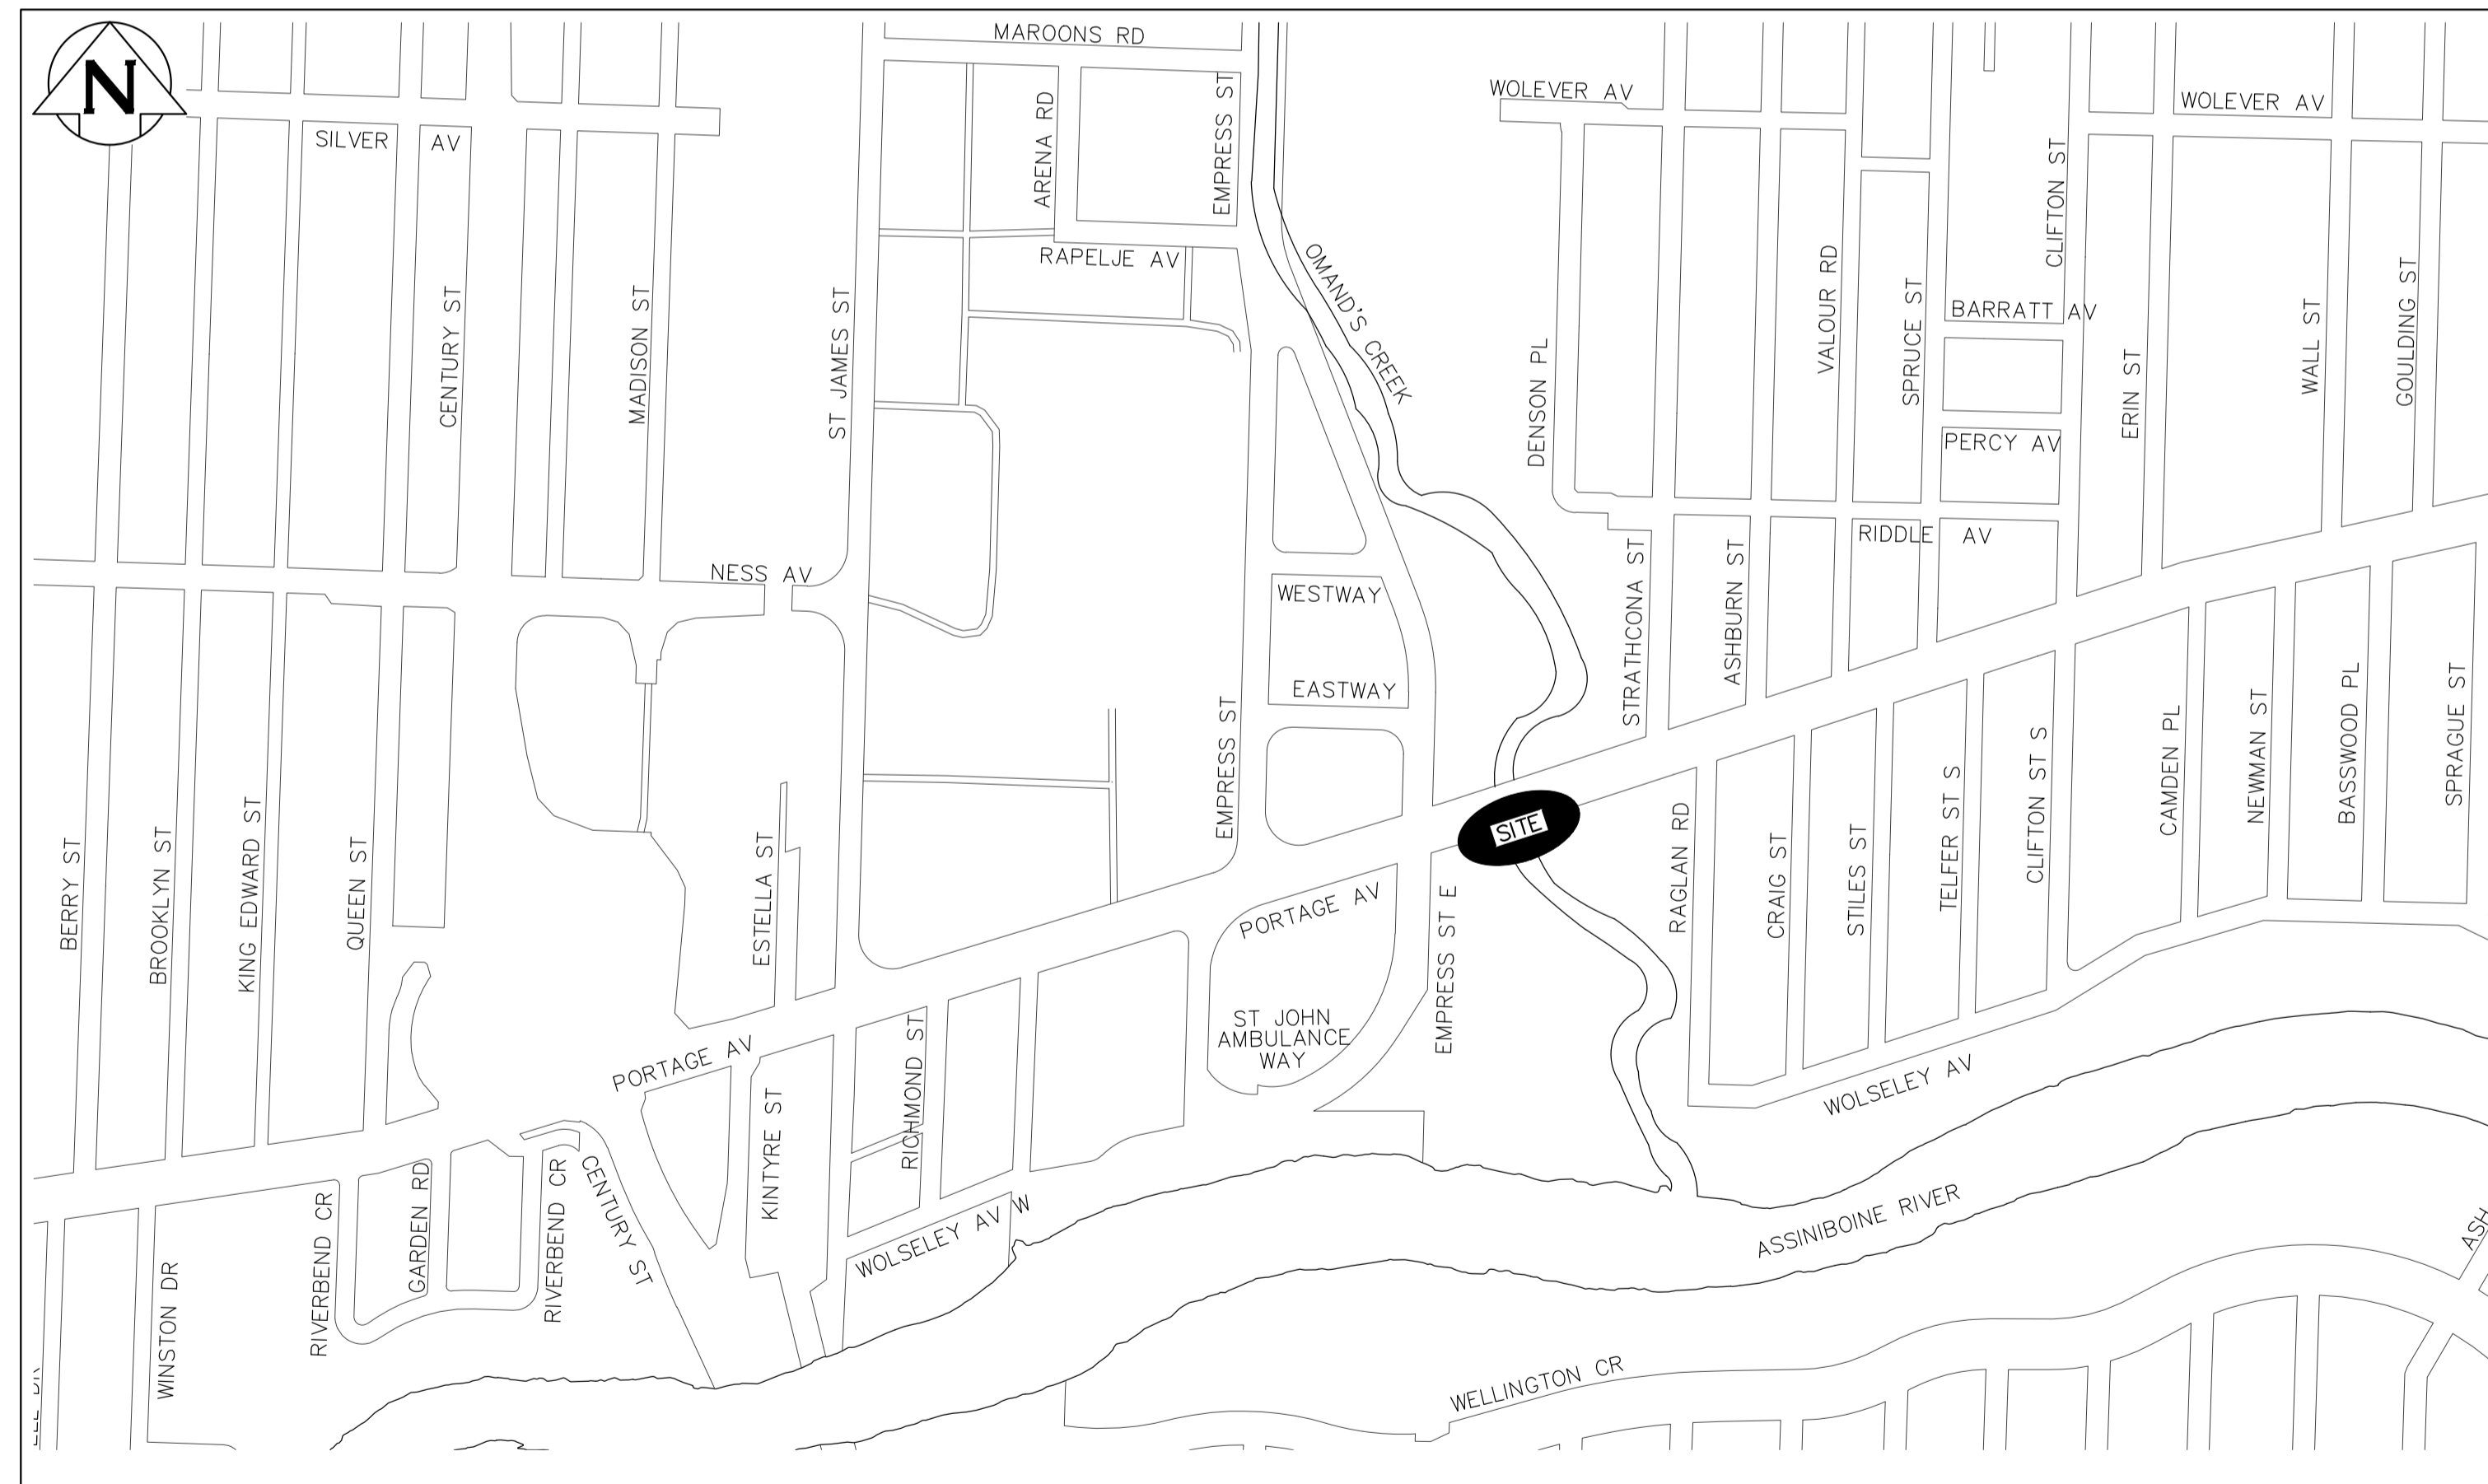 MAROONS RD
N
WOLEVER AV
WOLEVER AV
SILVER AV
ARENA RD
EMPRESS ST
CLIFTON ST
RAPELJE AV
OMAND'S CREEK
VALOUR RD
SPRUCE ST
BARRATT AV
GOULDING ST
WALL ST
CENTURY ST
MADISON ST
ST JAMES ST
DENSON PL
ERIN ST
PERCY AV
RIDDLE AV
NESS AV
WESTWAY
STRATHCONA ST
ASHBURN ST
EASTWAY
EMPRESS ST
CAMDEN PL
NEWMAN ST
BASSWOOD PL
SPRAGUE ST
SITE
BERRY ST
BROOKLYN ST
KING EDWARD ST
QUEEN ST
ESTELLA ST
RAGLAN RD
CRAIG ST
STILES ST
TELFER ST S
CLIFTON ST S
PORTAGE AV
EMPRESS ST E
ST JOHN
AMBULANCE
WAY
PORTAGE AV
RICHMOND ST
KINTYRE ST
WOLSELEY AV
WINSTON DR
RIVERBEND CR
GARDEN RD
RIVERBEND CR
CENTURY ST
WOLSELEY AV W
ASSINIBOINE RIVER
WELLINGTON CR
ASH